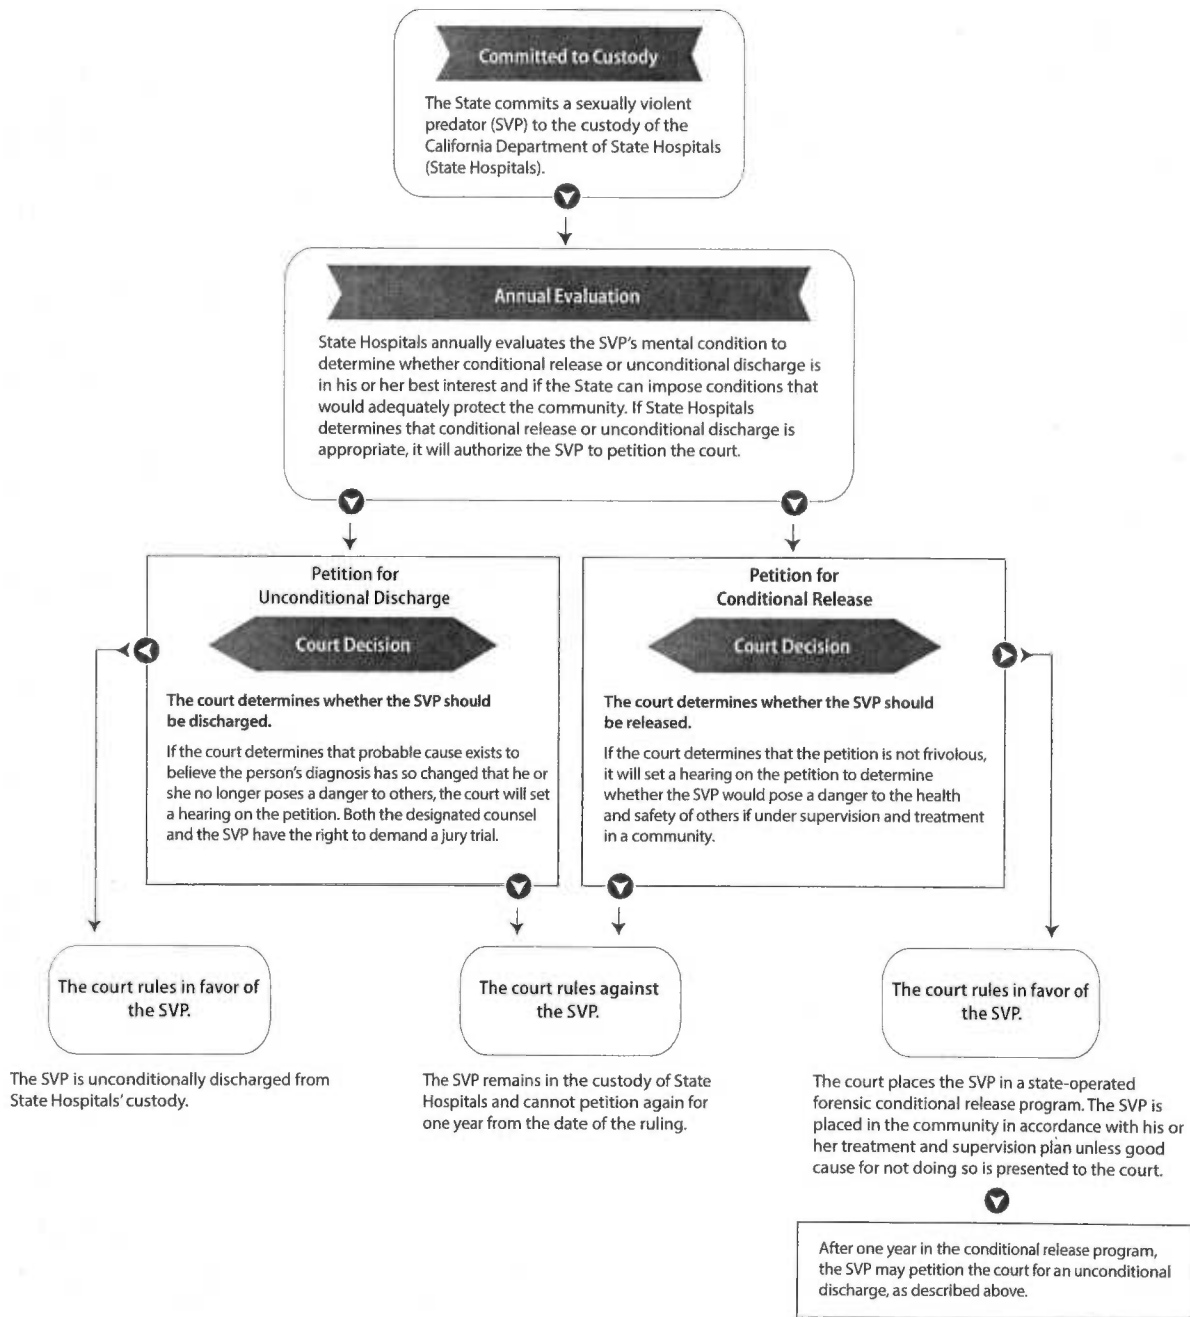 Committed to Custody
The State commits a sexually violent
predator (SVP) to the custody of the
California Department of State Hospitals
(State Hospitals).
Annual Evaluation
State Hospitals annually evaluates the SVP's mental condition to
determine whether conditional release or unconditional discharge is
in his or her best interest and if the State can impose conditions that
would adequately protect the community. If State Hospitals
determines that conditional release or unconditional discharge is
appropriate, it will authorize the SVP to petition the court.
Petition for
Unconditional Discharge
Court Decision
The court determines whether the SVP should
be discharged.
If the court determines that probable cause exists to
believe the person's diagnosis has so changed that he or
she no longer poses a danger to others, the court will set
a hearing on the petition. Both the designated counsel
and the SVP have the right to demand a jury trial.
Petition for
Conditional Release
Court Decision
The court determines whether the SVP should
be released.
If the court determines that the petition is not frivolous,
it will set a hearing on the petition to determine
whether the SVP would pose a danger to the health
and safety of others if under supervision and treatment
in a community.
The court rules in favor of
the SVP.
The SVP is unconditionally discharged from
State Hospitals' custody.
The court rules against
the SVP.
The SVP remains in the custody of State
Hospitals and cannot petition again for
one year from the date of the ruling.
The court rules in favor of
the SVP.
The court places the SVP in a state-operated
forensic conditional release program. The SVP is
placed in the community in accordance with his or
her treatment and supervision plan unless good
cause for not doing so is presented to the court.
After one year in the conditional release program,
the SVP may petition the court for an unconditional
discharge, as described above.